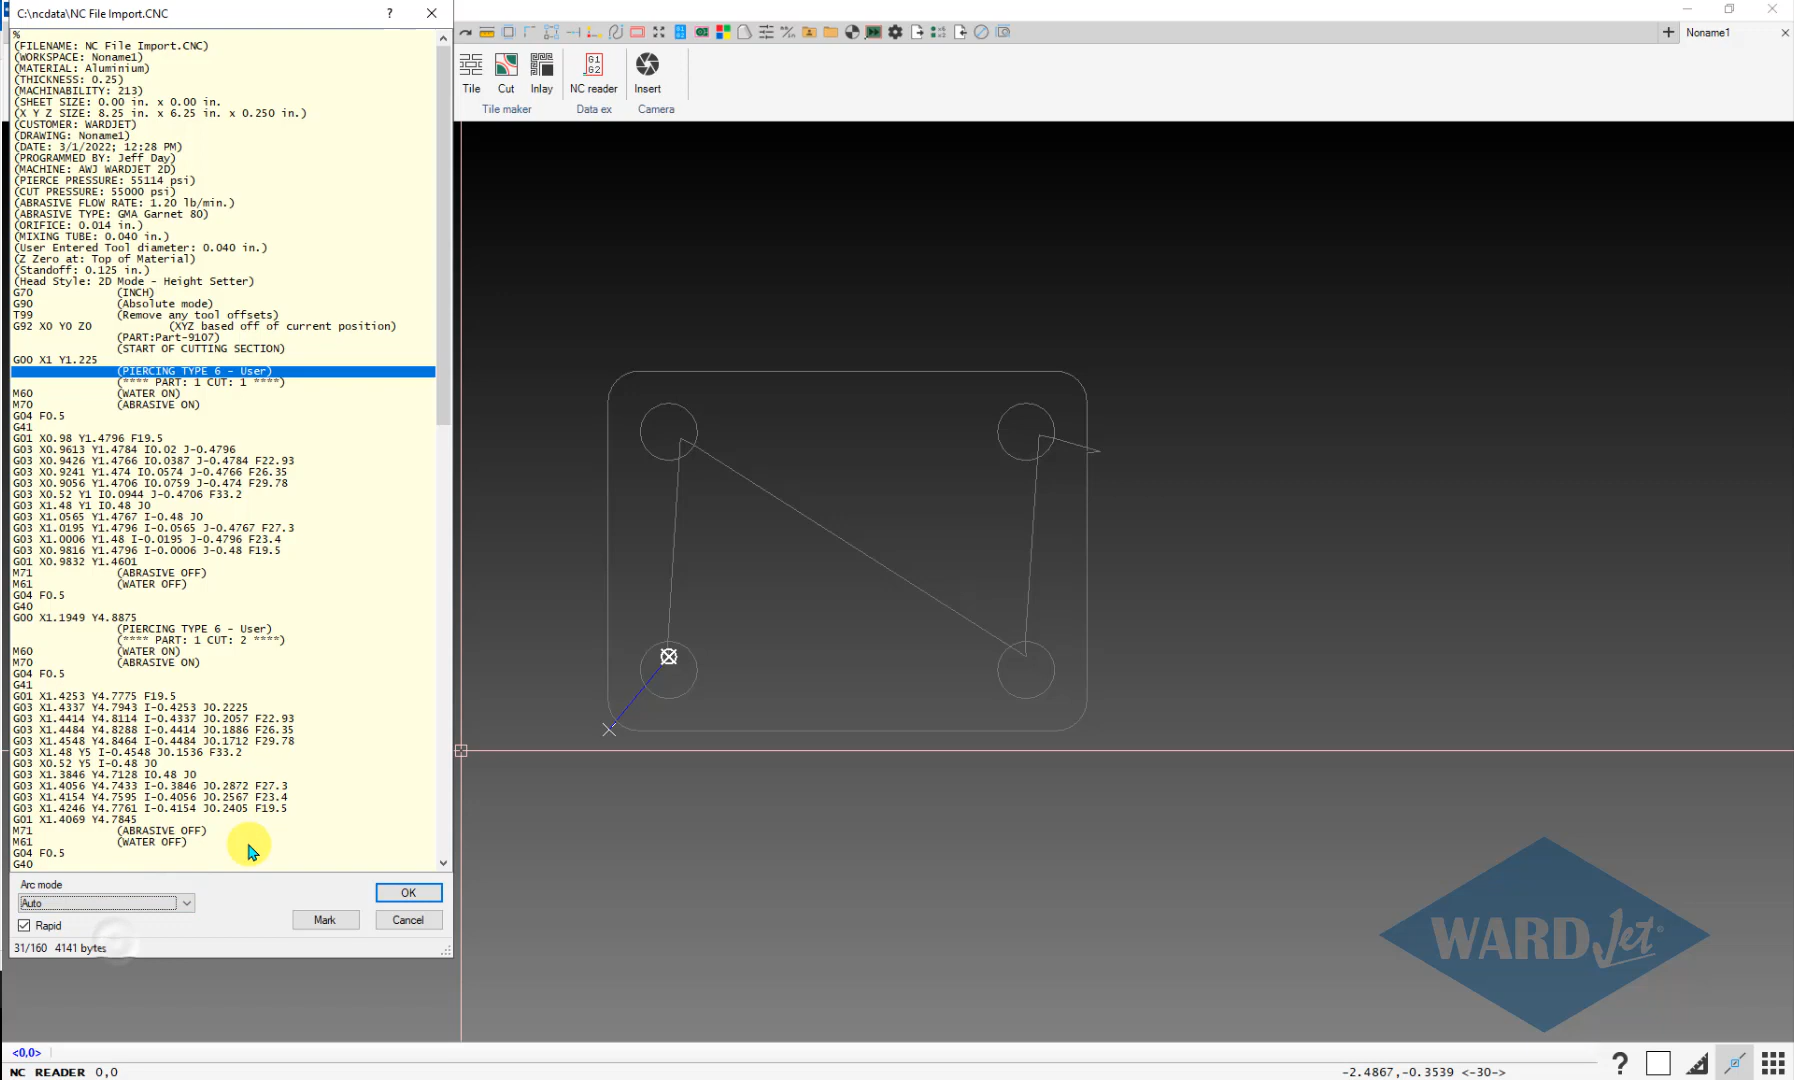 C:\ncdata\NC File Import.CNC
?
%
(FILENAME: NC File Import.CNC)
(WORKSPACE: Noname1)
(MATERIAL: Aluminium)
(THICKNESS: 0.25)
(MACHINABILITY: 213)
(SHEET SIZE: 0.00 in. x 0.00 in.
(X Y Z SIZE: 8.25 in. x 6.25 in. x 0.250 in.)
(CUSTOMER: WARDJET)
(DRAWING: Noname1)
(DATE: 3/1/2022; 12:28 PM)
(PROGRAMMED BY: Jeff Day)
(MACHINE: AWJ WARDJET 2D)
(PIERCE PRESSURE: 55114 psi)
(CUT PRESSURE: 55000 psi)
(ABRASIVE FLOW RATE: 1.20 lb/min.)
(ABRASIVE TYPE: GMA Garnet 80)
(ORIFICE: 0.014 in.)
(MIXING TUBE: 0.040 in.)
(User Entered Tool diameter: 0.040 in.)
(Z Zero at: Top of Material)
(Standoff: 0.125 in.)
(Head Style: 2D Mode - Height Setter)
G70 (INCH)
G90 (Absolute mode)
T99 (Remove any tool offsets)
G92 X0 Y0 Z0 (XYZ based off of current position)
(PART:Part-9107)
(START OF CUTTING SECTION)
G00 X1 Y1.225
(PIERCING TYPE 6 - User)
(**** PART: 1 CUT: 1 ****)
M60 (WATER ON)
M70 (ABRASIVE ON)
G04 F0.5
G41
G01 X0.98 Y1.4796 F19.5
G03 X0.9613 Y1.4784 I0.02 J-0.4796
G03 X0.9426 Y1.4766 I0.0387 J-0.4784 F22.93
G03 X0.9241 Y1.474 I0.0574 J-0.4766 F26.35
G03 X0.9056 Y1.4706 I0.0759 J-0.474 F29.78
G03 X0.52 Y1 I0.0944 J-0.4706 F33.2
G03 X1.48 Y1 I0.48 J0
G03 X1.0565 Y1.4767 I-0.48 J0
G03 X1.0195 Y1.4796 I-0.0565 J-0.4767 F27.3
G03 X1.0006 Y1.48 I-0.0195 J-0.4796 F23.4
G03 X0.9816 Y1.4796 I-0.0006 J-0.48 F19.5
G01 X0.9832 Y1.4601
M71 (ABRASIVE OFF)
M61 (WATER OFF)
G04 F0.5
G40
G00 X1.1949 Y4.8875
(PIERCING TYPE 6 - User)
(**** PART: 1 CUT: 2 ****)
M60 (WATER ON)
M70 (ABRASIVE ON)
G04 F0.5
G41
G01 X1.4253 Y4.7775 F19.5
G03 X1.4337 Y4.7943 I-0.4253 J0.2225
G03 X1.4414 Y4.8114 I-0.4337 J0.2057 F22.93
G03 X1.4484 Y4.8288 I-0.4414 J0.1886 F26.35
G03 X1.4548 Y4.8464 I-0.4484 J0.1712 F29.78
G03 X1.48 Y5 I-0.4548 J0.1536 F33.2
G03 X0.52 Y5 I-0.48 J0
G03 X1.3846 Y4.7128 I0.48 J0
G03 X1.4056 Y4.7433 I-0.3846 J0.2872 F27.3
G03 X1.4154 Y4.7595 I-0.4056 J0.2567 F23.4
G03 X1.4246 Y4.7761 I-0.4154 J0.2405 F19.5
G01 X1.4069 Y4.7845
M71 (ABRASIVE OFF)
M61 (WATER OFF)
G04 F0.5
G40
Arc mode
Auto
OK
Rapid
Mark
Cancel
31/160 4141 bytes
Noname1
Tile
Cut
Inlay
G1
G2
NC reader
Insert
Tile maker
Data ex
Camera
WARDJet
<0,0>
NC READER 0,0
-2.4867,-0.3539 <-30->
?